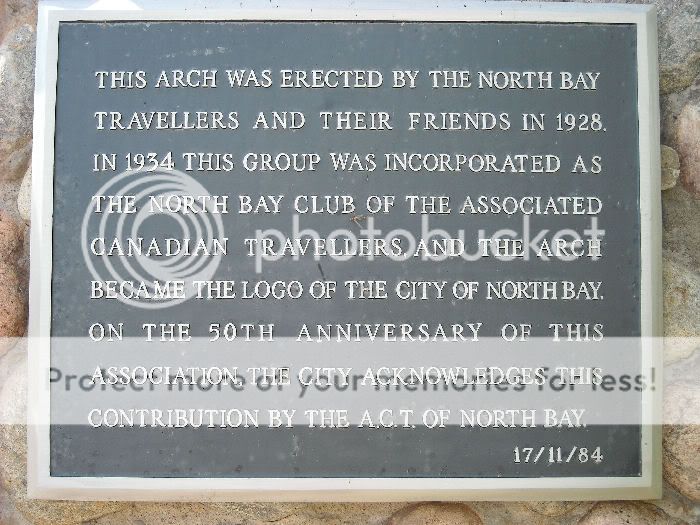 THIS ARCH WAS ERECTED BY THE NORTH BAY
TRAVELLERS AND THEIR FRIENDS IN 1928.
IN 1934 THIS GROUP WAS INCORPORATED AS
THE NORTH BAY CLUB OF THE ASSOCIATED
CANADIAN TRAVELLERS, AND THE ARCH
photobucket
BECAME THE LOGO OF THE CITY OF NORTH BAY.
ON THE 50TH ANNIVERSARY OF THIS
ASSOCIATION, THE CITY ACKNOWLEDGES THIS
Protect more of your memories for less!
CONTRIBUTION BY THE A.C.T. OF NORTH BAY.
17/11/84